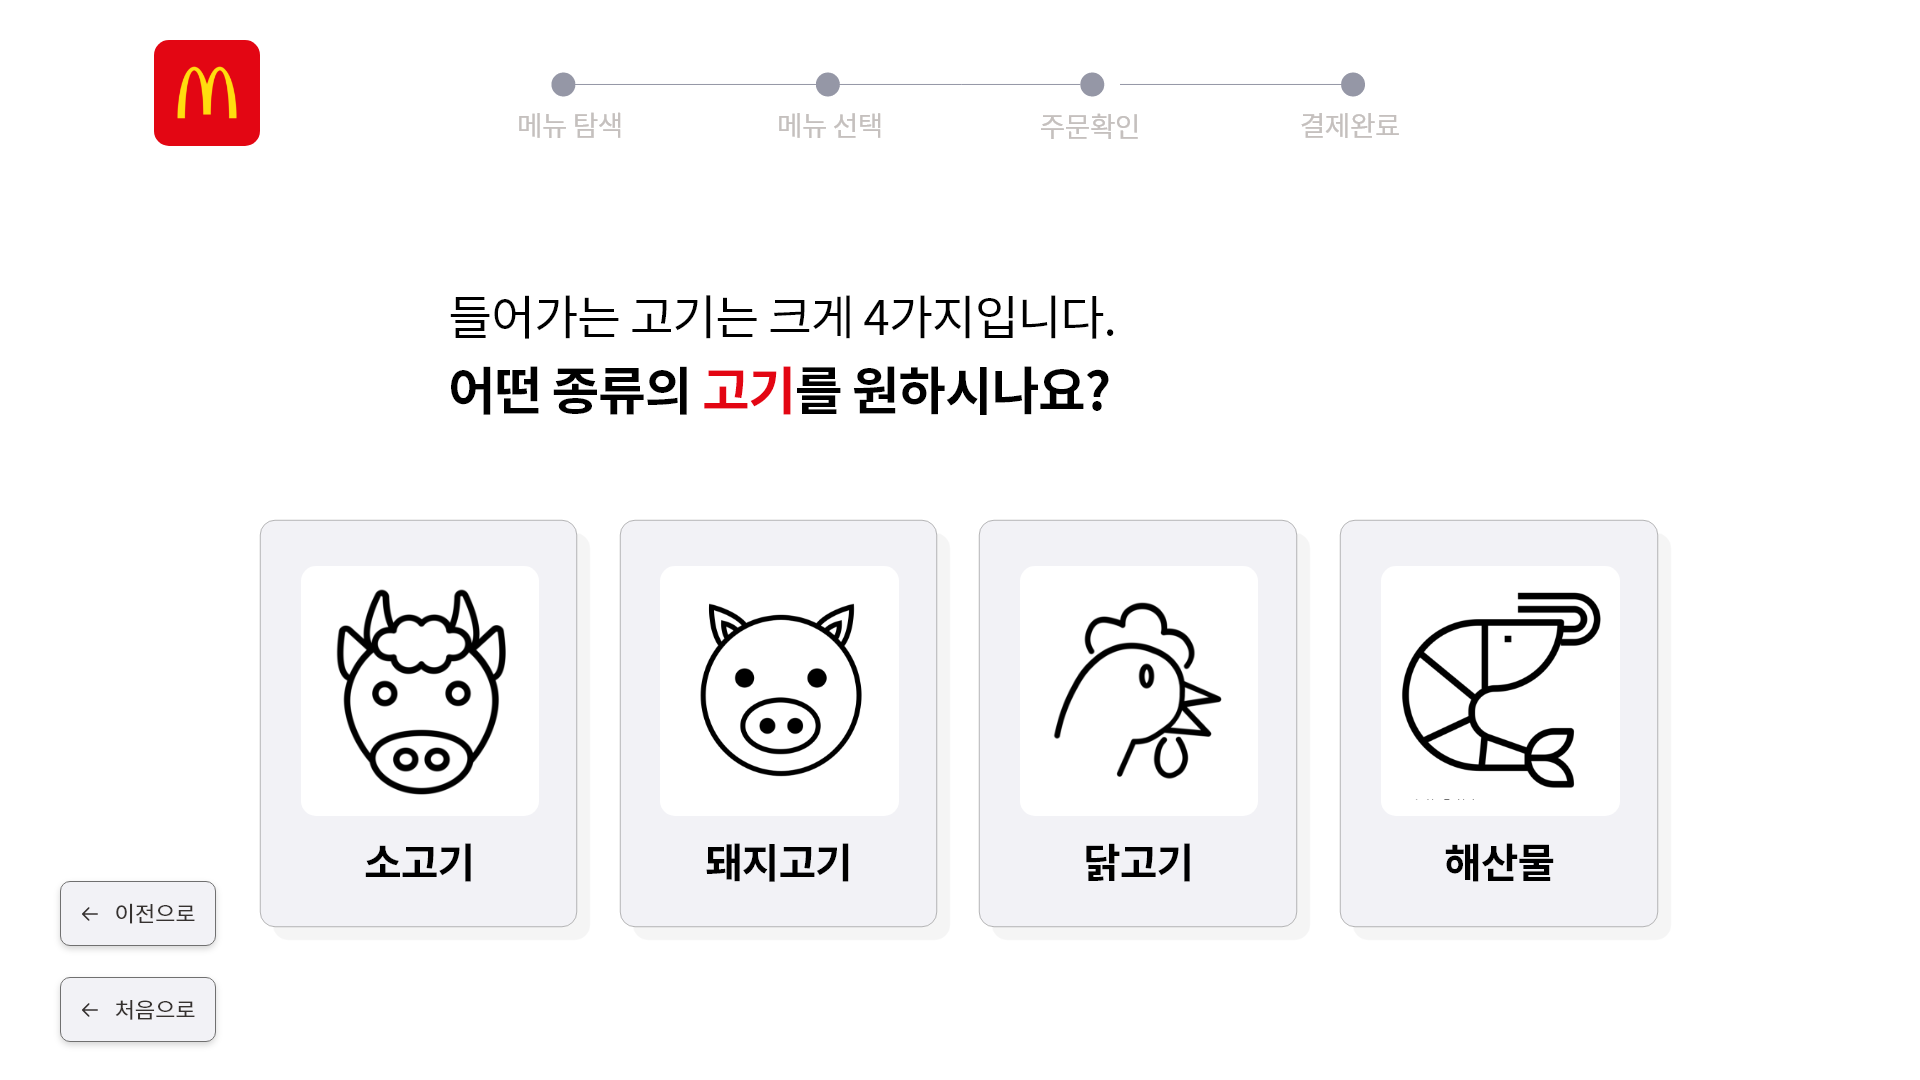 메뉴 탐색
메뉴 선택
주문확인
결제완료
들어가는 고기는 크게 4가지입니다.
어떤 종류의 고기를 원하시나요?
소고기
돼지고기
닭고기
해산물
← 이전으로
← 처음으로